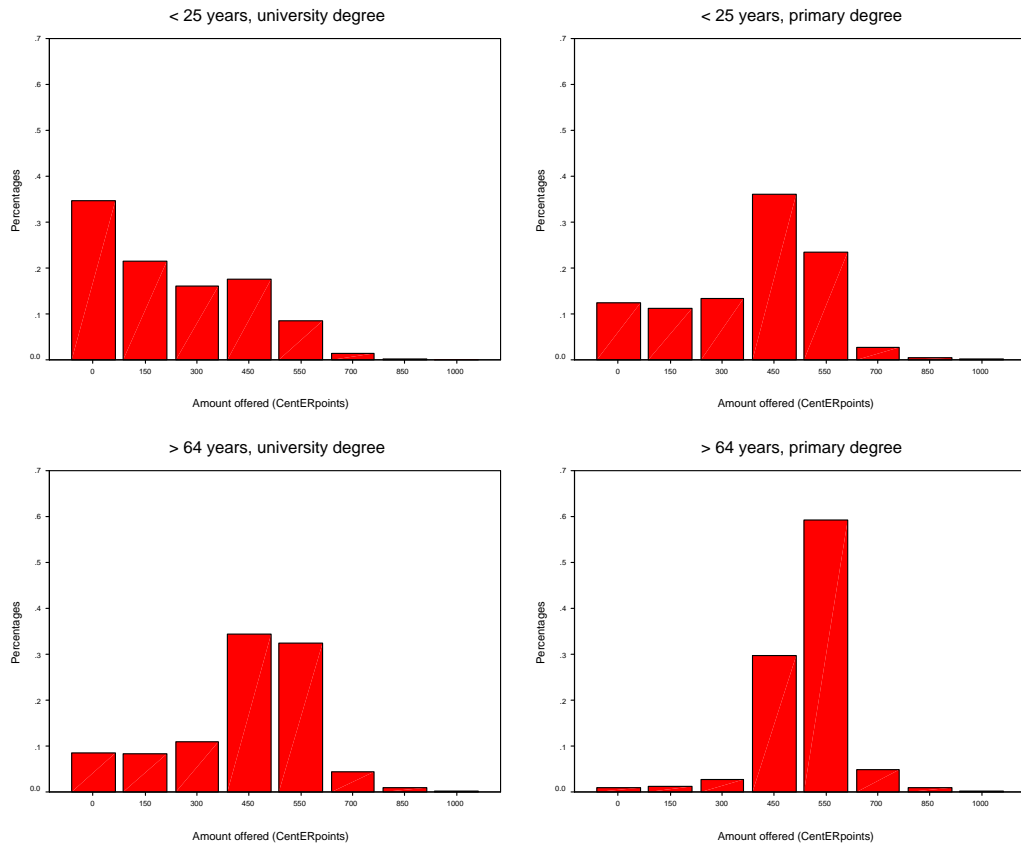 < 25 years, university degree
.7
.6
.5
.4
.3
.2
.1
0.0
Percentages
0 150 300 450 550 700 850 1000
Amount offered (CentERpoints)
< 25 years, primary degree
.7
.6
.5
.4
.3
.2
.1
0.0
Percentages
0 150 300 450 550 700 850 1000
Amount offered (CentERpoints)
> 64 years, university degree
.7
.6
.5
.4
.3
.2
.1
0.0
Percentages
0 150 300 450 550 700 850 1000
Amount offered (CentERpoints)
> 64 years, primary degree
.7
.6
.5
.4
.3
.2
.1
0.0
Percentages
0 150 300 450 550 700 850 1000
Amount offered (CentERpoints)